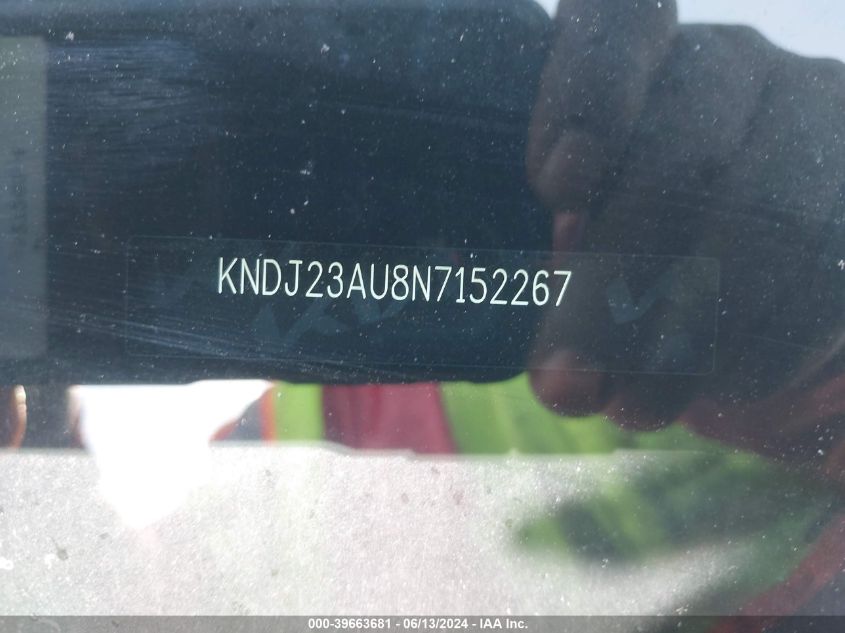 KNDJ23AU8N7152267
000-39663681 - 06/13/2024 - IAA Inc.